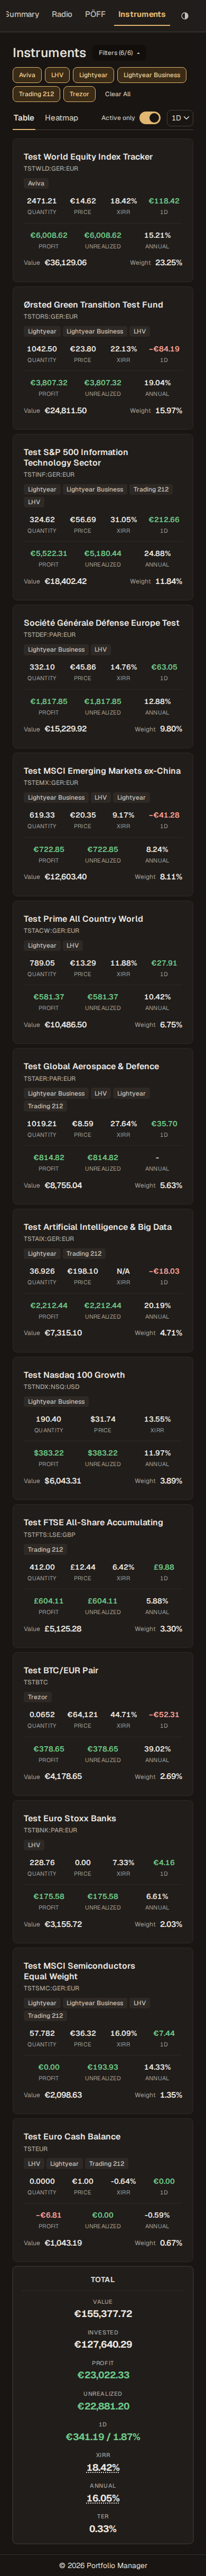 Summary Radio PÖFF Instruments
Instruments Filters (6/6)
Aviva LHV Lightyear Lightyear Business
Trading 212 Trezor Clear All
Table Heatmap Active only 1D
Test World Equity Index Tracker
TSTWLD:GER:EUR
Aviva
2471.21 €14.62 18.42% €118.42
QUANTITY PRICE XIRR 1D
€6,008.62 €6,008.62 15.21%
PROFIT UNREALIZED ANNUAL
Value €36,129.06 Weight 23.25%
Ørsted Green Transition Test Fund
TSTORS:GER:EUR
Lightyear Lightyear Business LHV
1042.50 €23.80 22.13% −€84.19
QUANTITY PRICE XIRR 1D
€3,807.32 €3,807.32 19.04%
PROFIT UNREALIZED ANNUAL
Value €24,811.50 Weight 15.97%
Test S&P 500 Information
Technology Sector
TSTINF:GER:EUR
Lightyear Lightyear Business Trading 212
LHV
324.62 €56.69 31.05% €212.66
QUANTITY PRICE XIRR 1D
€5,522.31 €5,180.44 24.88%
PROFIT UNREALIZED ANNUAL
Value €18,402.42 Weight 11.84%
Société Générale Défense Europe Test
TSTDEF:PAR:EUR
Lightyear Business LHV
332.10 €45.86 14.76% €63.05
QUANTITY PRICE XIRR 1D
€1,817.85 €1,817.85 12.88%
PROFIT UNREALIZED ANNUAL
Value €15,229.92 Weight 9.80%
Test MSCI Emerging Markets ex-China
TSTEMX:GER:EUR
Lightyear Business LHV Lightyear
619.33 €20.35 9.17% −€41.28
QUANTITY PRICE XIRR 1D
€722.85 €722.85 8.24%
PROFIT UNREALIZED ANNUAL
Value €12,603.40 Weight 8.11%
Test Prime All Country World
TSTACW:GER:EUR
Lightyear LHV
789.05 €13.29 11.88% €27.91
QUANTITY PRICE XIRR 1D
€581.37 €581.37 10.42%
PROFIT UNREALIZED ANNUAL
Value €10,486.50 Weight 6.75%
Test Global Aerospace & Defence
TSTAER:PAR:EUR
Lightyear Business LHV Lightyear
Trading 212
1019.21 €8.59 27.64% €35.70
QUANTITY PRICE XIRR 1D
€814.82 €814.82 -
PROFIT UNREALIZED ANNUAL
Value €8,755.04 Weight 5.63%
Test Artificial Intelligence & Big Data
TSTAIX:GER:EUR
Lightyear Trading 212
36.926 €198.10 N/A −€18.03
QUANTITY PRICE XIRR 1D
€2,212.44 €2,212.44 20.19%
PROFIT UNREALIZED ANNUAL
Value €7,315.10 Weight 4.71%
Test Nasdaq 100 Growth
TSTNDX:NSQ:USD
Lightyear Business
190.40 $31.74 13.55%
QUANTITY PRICE XIRR
$383.22 $383.22 11.97%
PROFIT UNREALIZED ANNUAL
Value $6,043.31 Weight 3.89%
Test FTSE All-Share Accumulating
TSTFTS:LSE:GBP
Trading 212
412.00 £12.44 6.42% £9.88
QUANTITY PRICE XIRR 1D
£604.11 £604.11 5.88%
PROFIT UNREALIZED ANNUAL
Value £5,125.28 Weight 3.30%
Test BTC/EUR Pair
TSTBTC
Trezor
0.0652 €64,121 44.71% −€52.31
QUANTITY PRICE XIRR 1D
€378.65 €378.65 39.02%
PROFIT UNREALIZED ANNUAL
Value €4,178.65 Weight 2.69%
Test Euro Stoxx Banks
TSTBNK:PAR:EUR
LHV
228.76 0.00 7.33% €4.16
QUANTITY PRICE XIRR 1D
€175.58 €175.58 6.61%
PROFIT UNREALIZED ANNUAL
Value €3,155.72 Weight 2.03%
Test MSCI Semiconductors
Equal Weight
TSTSMC:GER:EUR
Lightyear Lightyear Business LHV
Trading 212
57.782 €36.32 16.09% €7.44
QUANTITY PRICE XIRR 1D
€0.00 €193.93 14.33%
PROFIT UNREALIZED ANNUAL
Value €2,098.63 Weight 1.35%
Test Euro Cash Balance
TSTEUR
LHV Lightyear Trading 212
0.0000 €1.00 -0.64% €0.00
QUANTITY PRICE XIRR 1D
−€6.81 €0.00 -0.59%
PROFIT UNREALIZED ANNUAL
Value €1,043.19 Weight 0.67%
TOTAL
VALUE
€155,377.72
INVESTED
€127,640.29
PROFIT
€23,022.33
UNREALIZED
€22,881.20
1D
€341.19 / 1.87%
XIRR
18.42%
ANNUAL
16.05%
TER
0.33%
© 2026 Portfolio Manager